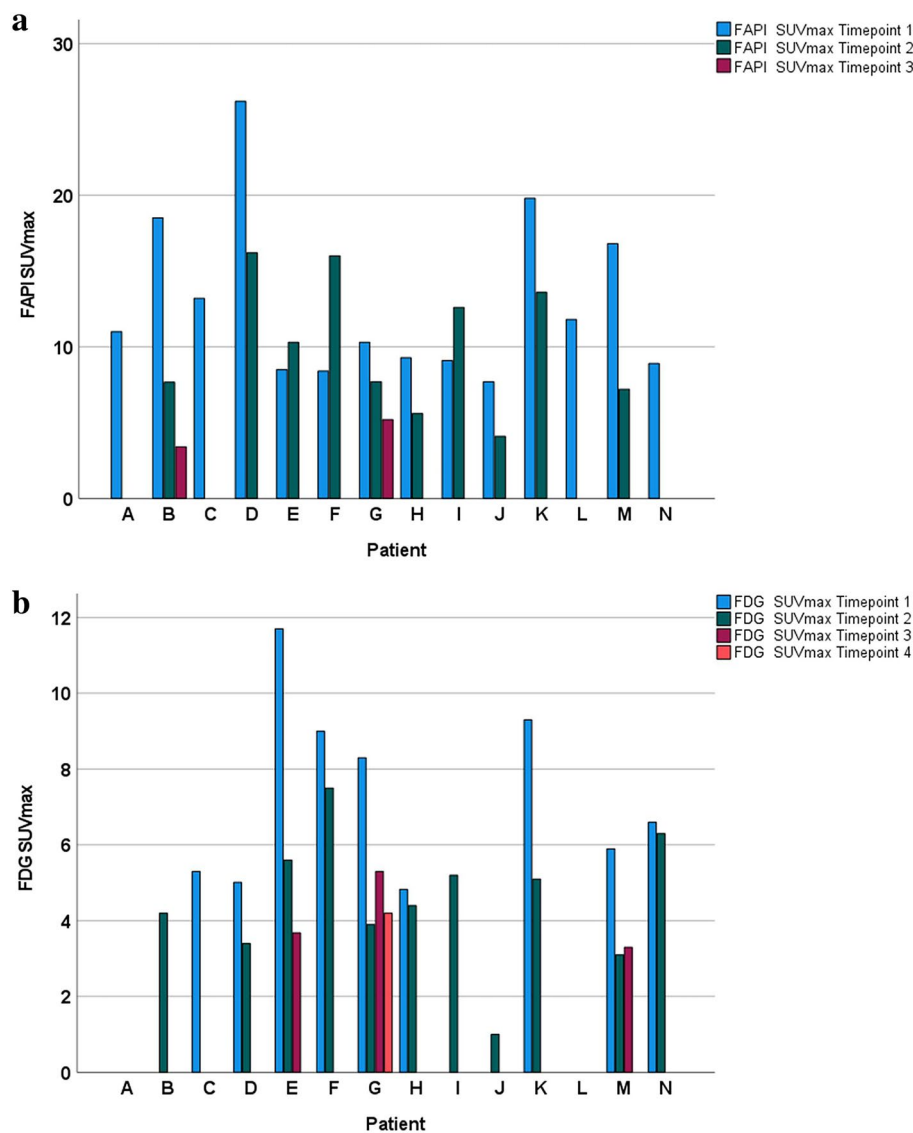 a
FAPI SUVmax Timepoint 1
FAPI SUVmax Timepoint 2
FAPI SUVmax Timepoint 3
30
20
10
0
FAPI SUVmax
A B C D E F G H I J K L M N
Patient
b
FDG SUVmax Timepoint 1
FDG SUVmax Timepoint 2
FDG SUVmax Timepoint 3
FDG SUVmax Timepoint 4
12
10
8
6
4
2
0
FDG SUVmax
A B C D E F G H I J K L M N
Patient